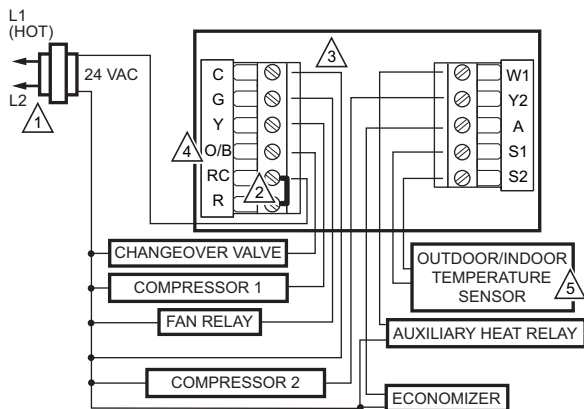 L1
(HOT)
24 VAC
L2
1
C
G
Y
O/B
RC
R
4
2
3
W1
Y2
A
S1
S2
CHANGEOVER VALVE
COMPRESSOR 1
FAN RELAY
COMPRESSOR 2
OUTDOOR/INDOOR
TEMPERATURE
SENSOR
5
AUXILIARY HEAT RELAY
ECONOMIZER